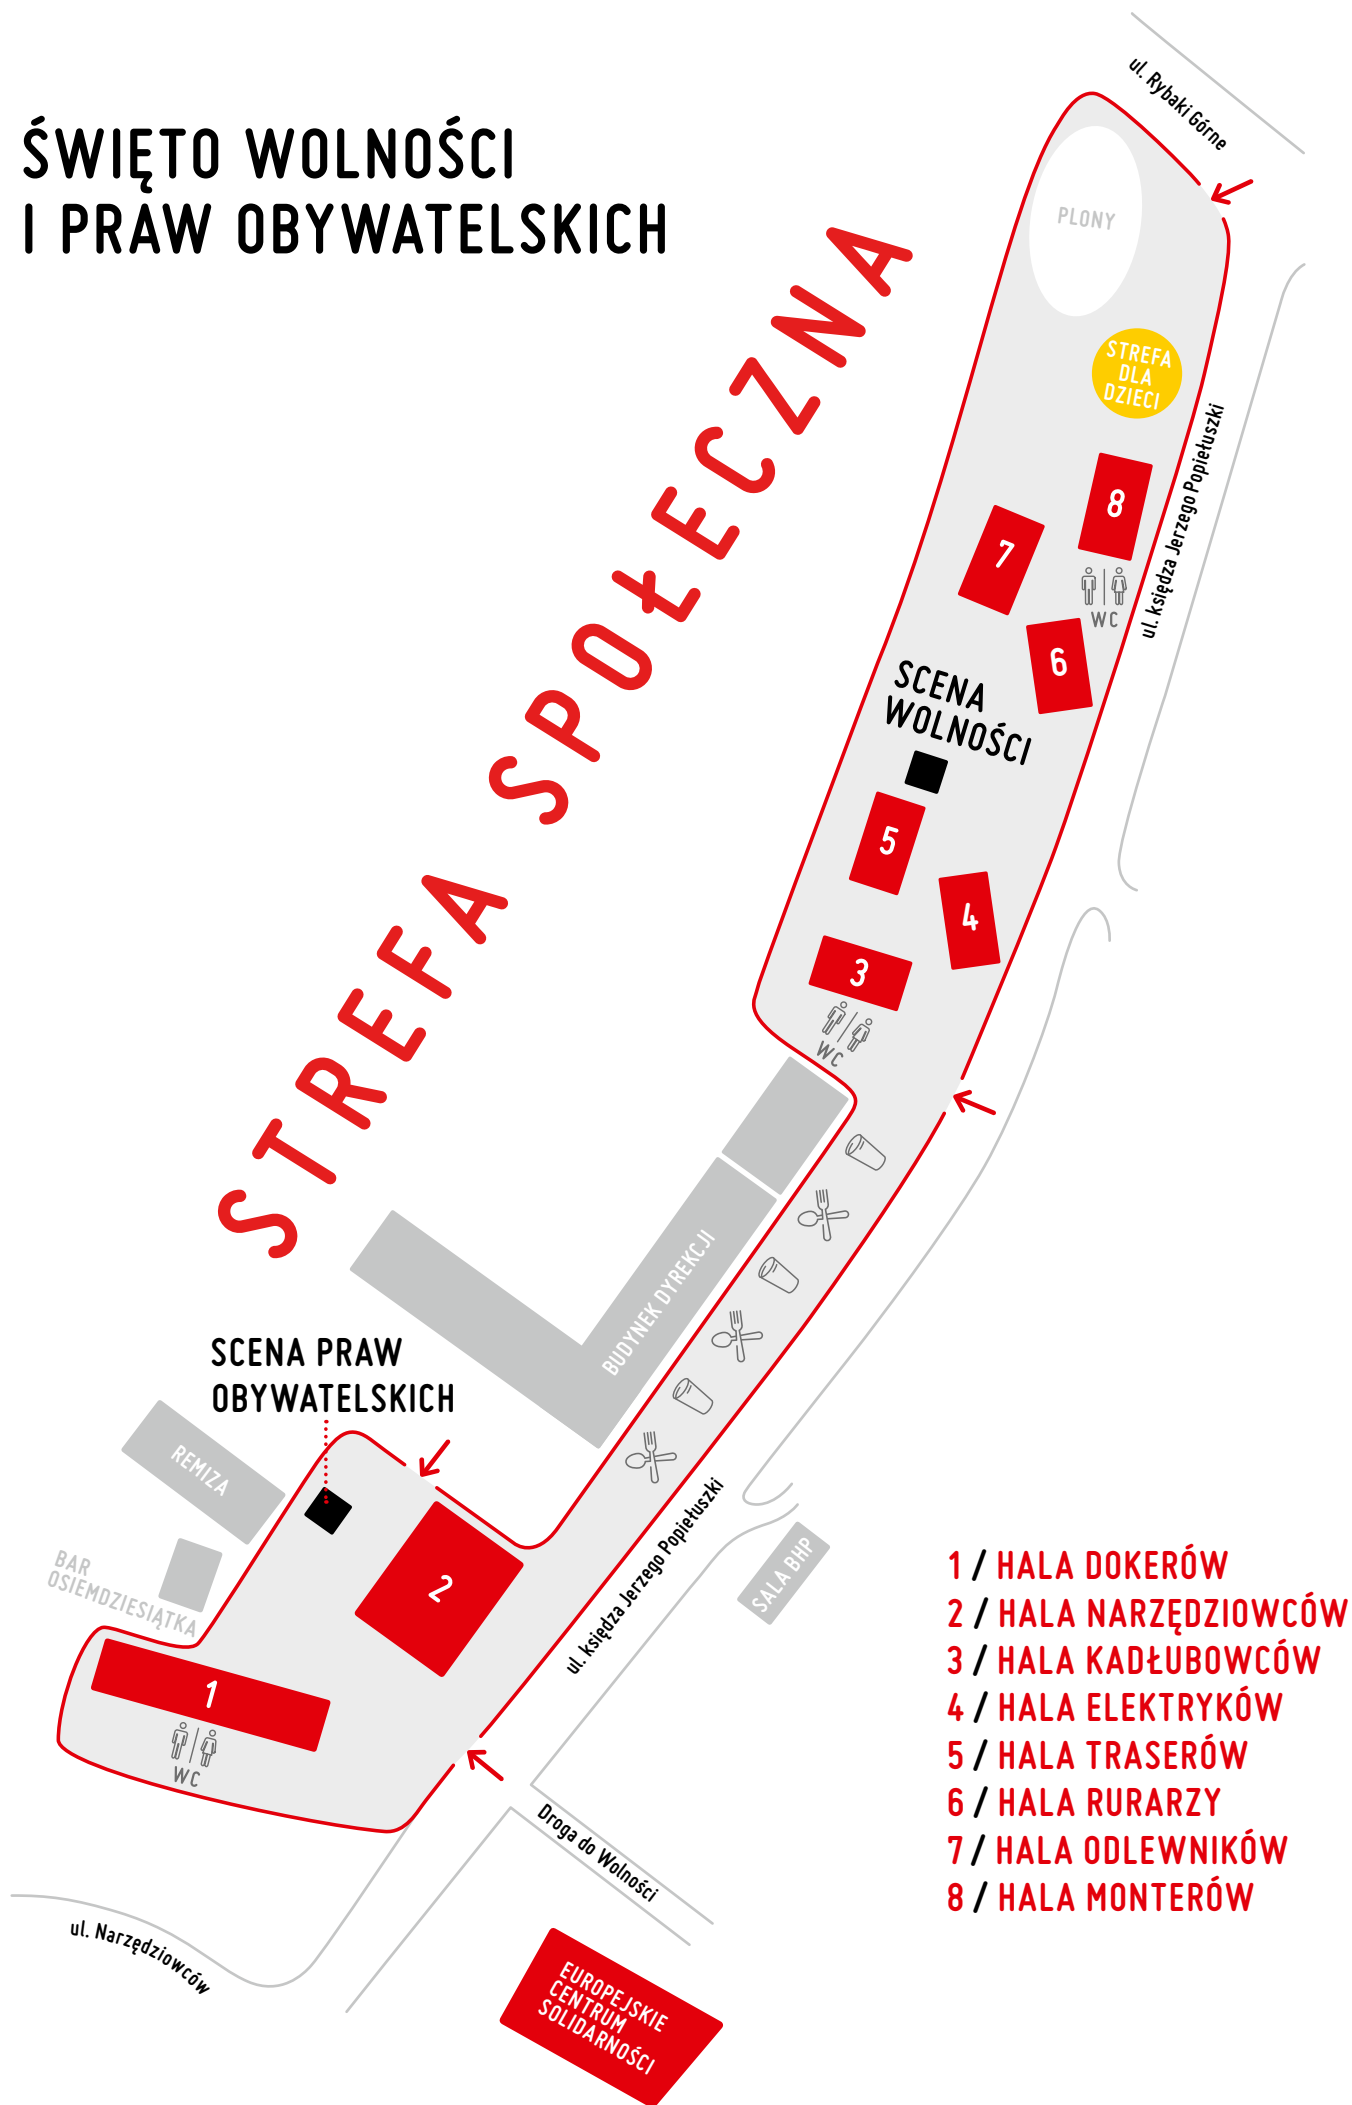 ŚWIĘTO WOLNOŚCI
I PRAW OBYWATELSKICH
STREFA SPOŁECZNA
ul. Rybaki Górne
PLONY
STREFA
DLA
DZIECI
ul. księdza Jerzego Popiełuszki
8
7
WC
6
SCENA
WOLNOŚCI
5
4
3
WC
BUDYNEK DYREKCJI
SCENA PRAW
OBYWATELSKICH
REMIZA
BAR
OSIEMDZIESIĄTKA
2
1
WC
ul. księdza Jerzego Popiełuszki
SALA BHP
Droga do Wolności
ul. Narzędziowców
EUROPEJSKIE
CENTRUM
SOLIDARNOŚCI
1 / HALA DOKERÓW
2 / HALA NARZĘDZIOWCÓW
3 / HALA KADŁUBOWCÓW
4 / HALA ELEKTRYKÓW
5 / HALA TRASERÓW
6 / HALA RURARZY
7 / HALA ODLEWNIKÓW
8 / HALA MONTERÓW